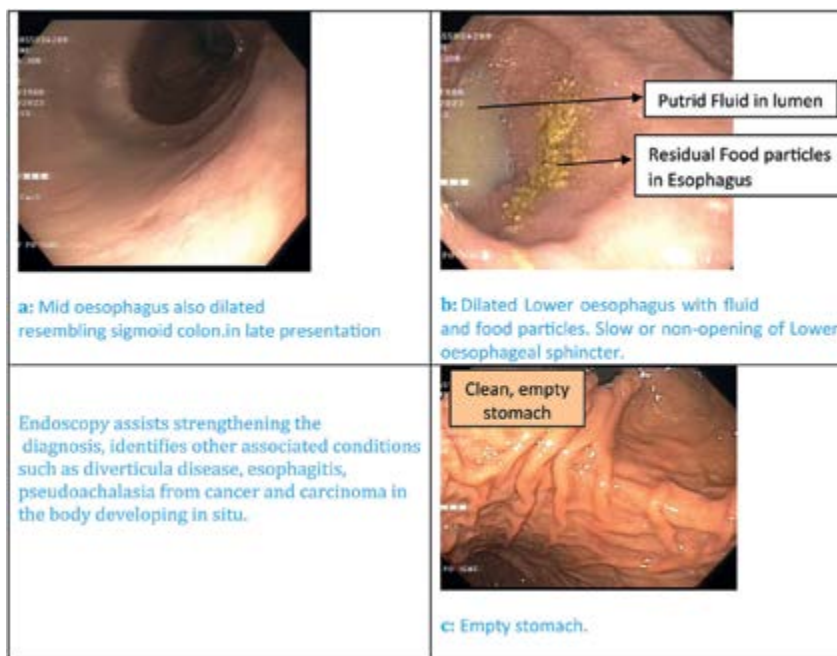 Putrid Fluid in lumen
Residual Food particles
in Esophagus
a: Mid oesophagus also dilated
resembling sigmoid colon.in late presentation
b: Dilated Lower oesophagus with fluid
and food particles. Slow or non-opening of Lower
oesophageal sphincter.
Endoscopy assists strengthening the
diagnosis, identifies other associated conditions
such as diverticula disease, esophagitis,
pseudoachalasia from cancer and carcinoma in
the body developing in situ.
Clean, empty
stomach
c: Empty stomach.